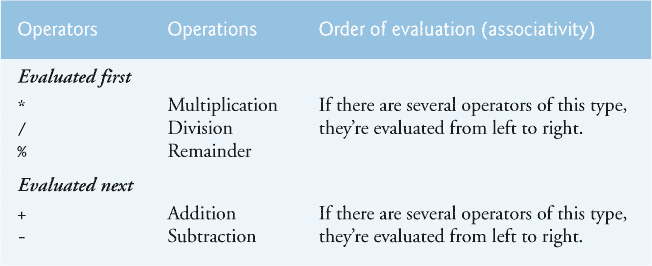 Operators Operations Order of evaluation (associativity)
Evaluated first
* Multiplication If there are several operators of this type,
/ Division they’re evaluated from left to right.
% Remainder
Evaluated next
+ Addition If there are several operators of this type,
- Subtraction they’re evaluated from left to right.